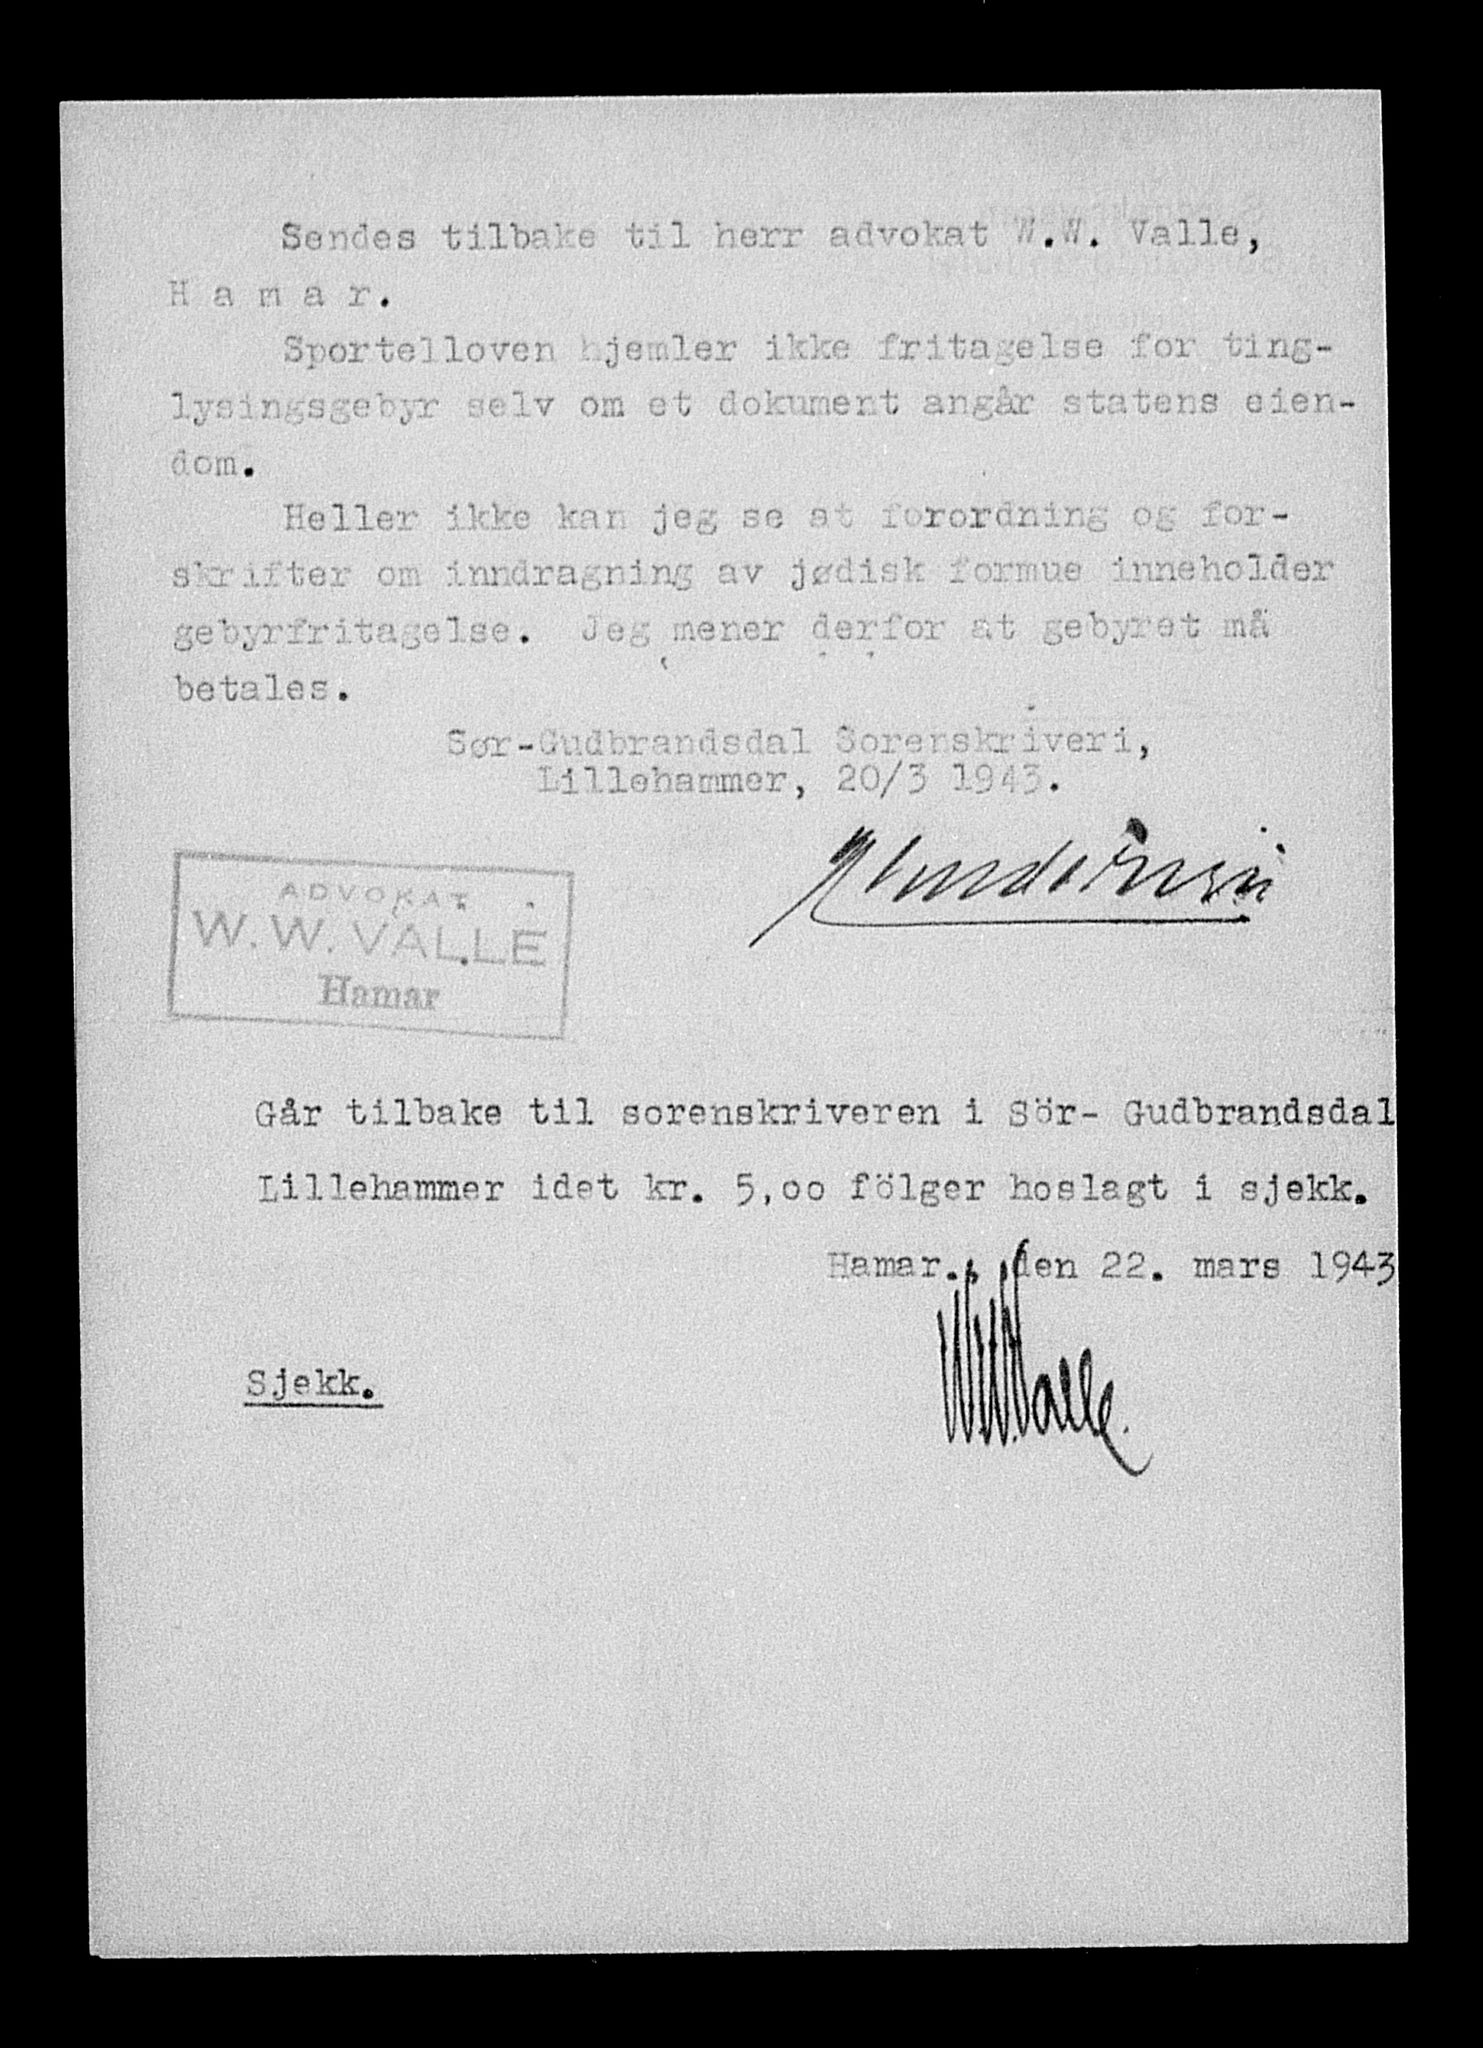 Sendes tilbake til herr advokat W.W. Valle,
H a m a r.
Sportelloven hjemler ikke fritagelse for ting-
lysingsgebyr selv om et dokument angår statens eien-
dom.
Heller ikke kan jeg se at forordning og for-
skrifter om inndragning av jødisk formue inneholder
gebyrfritagelse. Jeg mener derfor at gebyret må
betales.
Sør-Gudbrandsdal Sorenskriveri,
Lillehammer, 20/3 1943.
ADVOKAT
W. W. VALLE
Hamar
Går tilbake til sorenskriveren i Sör- Gudbrandsdal
Lillehammer idet kr. 5,oo fölger hoslagt i sjekk.
Hamar., den 22. mars 1943
W.W.Valle.
Sjekk.